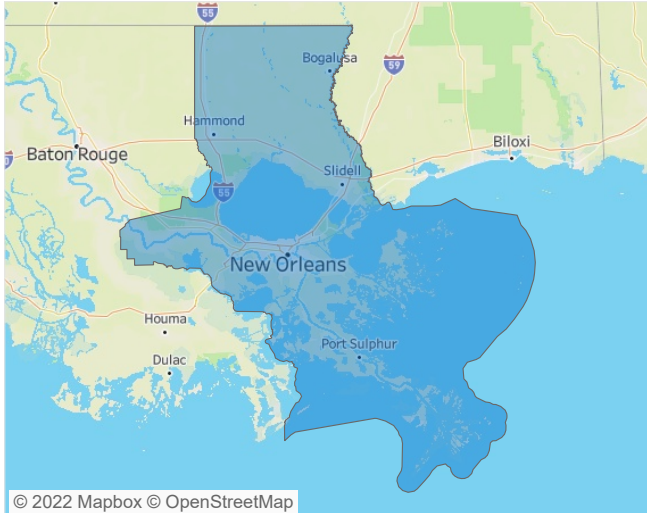 55
Bogalusa
59
Hammond
Biloxi
Baton Rouge
Slidell
55
New Orleans
Houma
Port Sulphur
Dulac
© 2022 Mapbox © OpenStreetMap